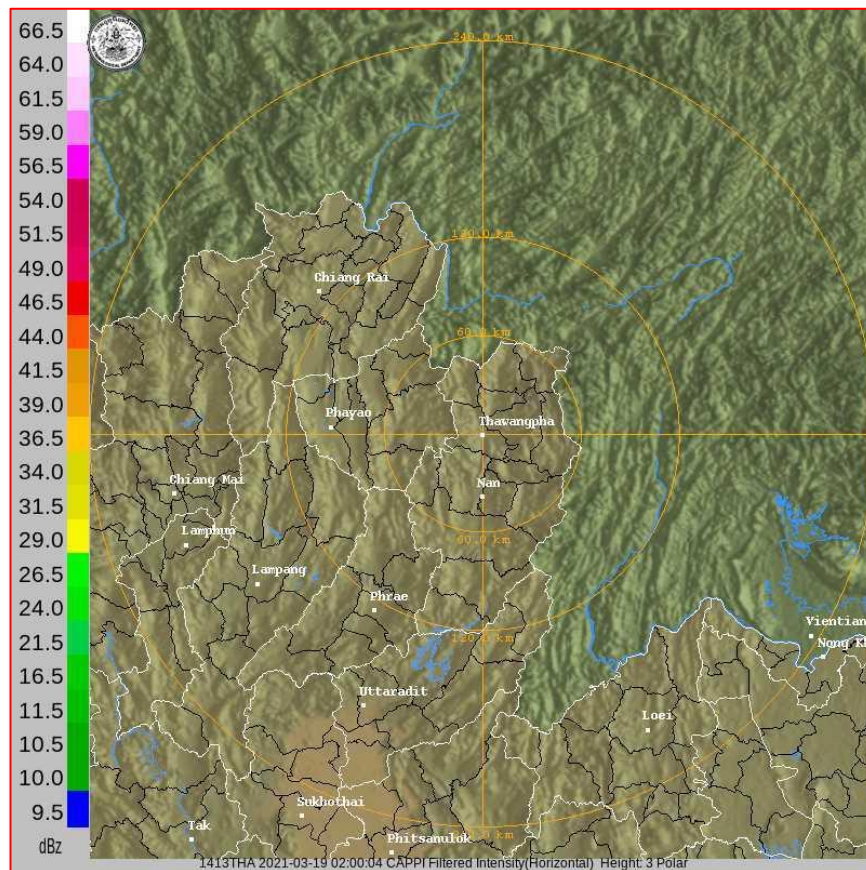 66.5
64.0
61.5
59.0
56.5
54.0
51.5
49.0
46.5
44.0
41.5
39.0
36.5
34.0
31.5
29.0
26.5
24.0
21.5
16.5
11.5
10.5
10.0
9.5
dBz
240.0 km
120.0 km
Chiang Rai
60.0 km
Phayao
Thawangpha
Chiang Mai
Nan
Lamphun
60.0 km
Lampang
Phrae
120.0 km
Vientian
Nong Kh
Uttaradit
Loei
Sukhothai
Tak
Phitsanulok
0 km
1413THA 2021-03-19 02:00:04 CAPPI Filtered Intensity(Horizontal) Height: 3 Polar